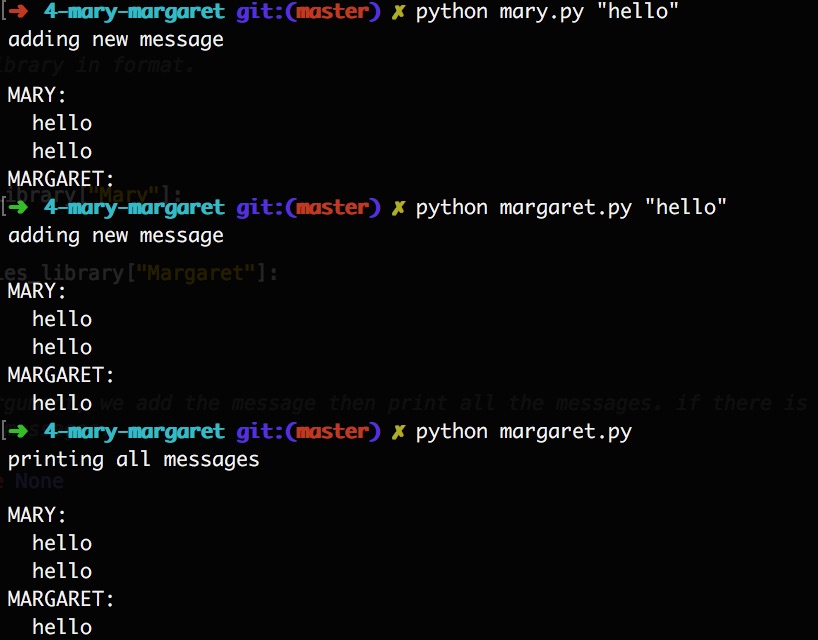 [➜ 4-mary-margaret git:(master) ✗ python mary.py "hello"
adding new message
brary in format.
MARY:
  hello
  hello
MARGARET:
ibrary["Mary"]:
[➜ 4-mary-margaret git:(master) ✗ python margaret.py "hello"
adding new message
es library["Margaret"]:
MARY:
  hello
  hello
MARGARET:
  hello
we add the message then print all the messages. if there is
[➜ 4-mary-margaret git:(master) ✗ python margaret.py
printing all messages
None
MARY:
  hello
  hello
MARGARET:
  hello